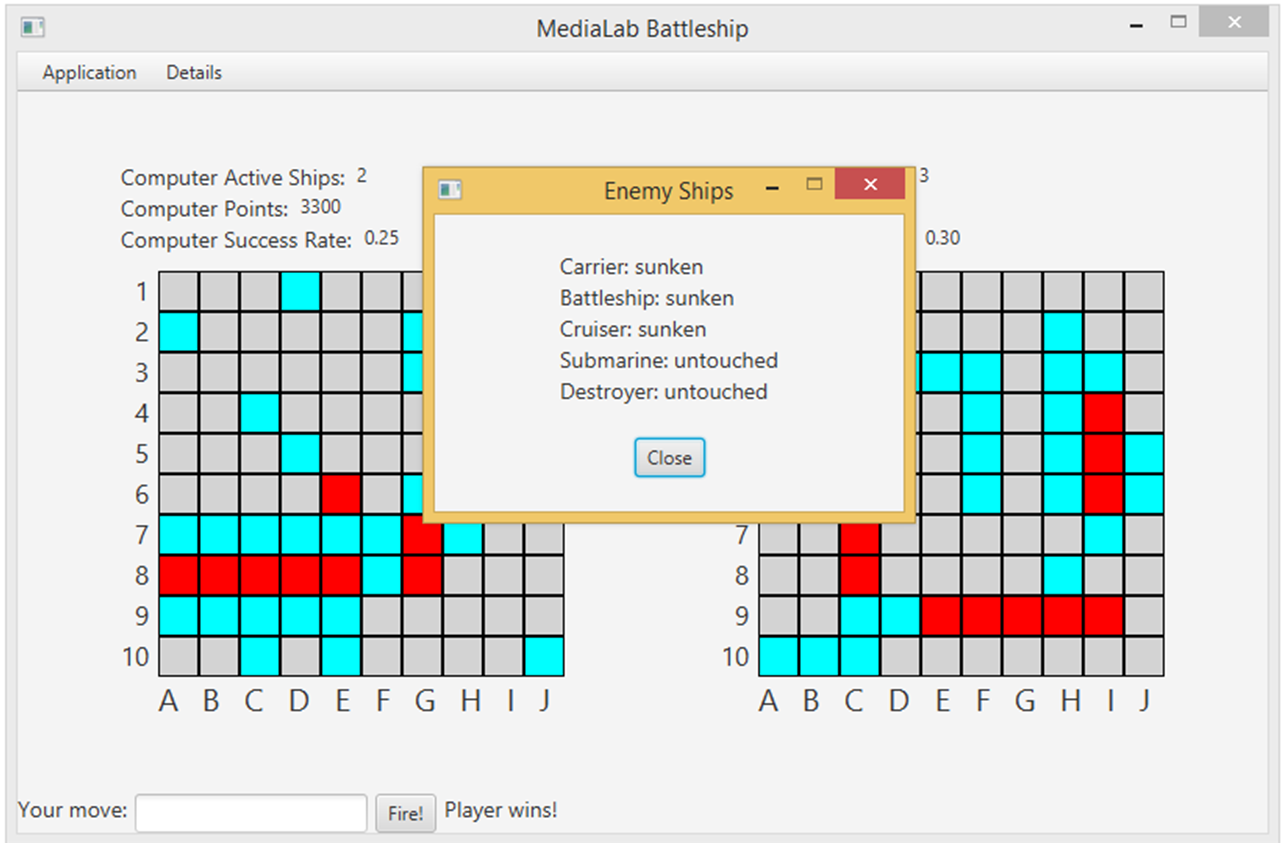 MediaLab Battleship
Application Details
Computer Active Ships: 2
3
Computer Points: 3300
Computer Success Rate: 0.25
0.30
Enemy Ships
Carrier: sunken
Battleship: sunken
Cruiser: sunken
Submarine: untouched
Destroyer: untouched
Close
1
2
3
4
5
6
7
8
9
10
A B C D E F G H I J
7
8
9
10
A B C D E F G H I J
Your move: Fire! Player wins!